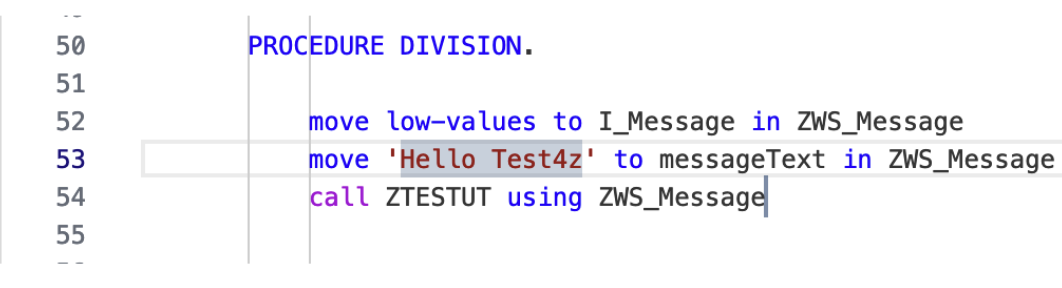 50 PROCEDURE DIVISION.
51
52 move low-values to I_Message in ZWS_Message
53 move 'Hello Test4z' to messageText in ZWS_Message
54 call ZTESTUT using ZWS_Message
55